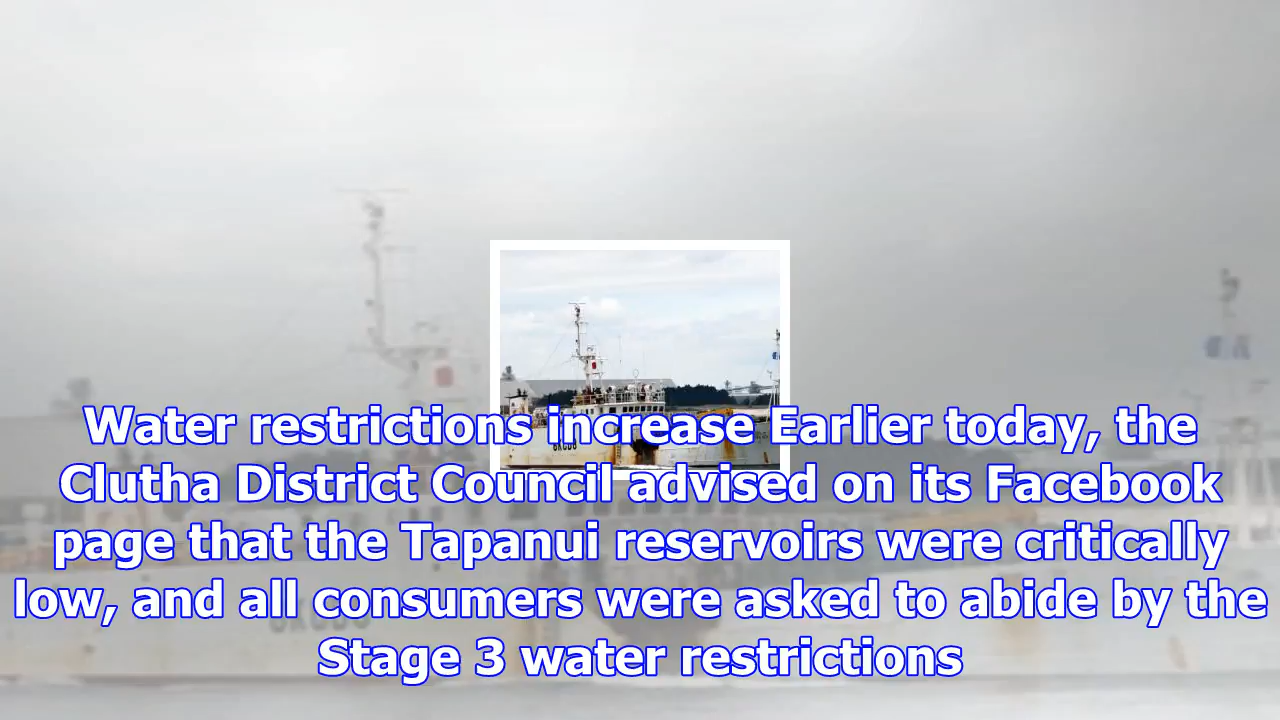 Water restrictions increase Earlier today, the
Clutha District Council advised on its Facebook
page that the Tapanui reservoirs were critically
low, and all consumers were asked to abide by the
Stage 3 water restrictions